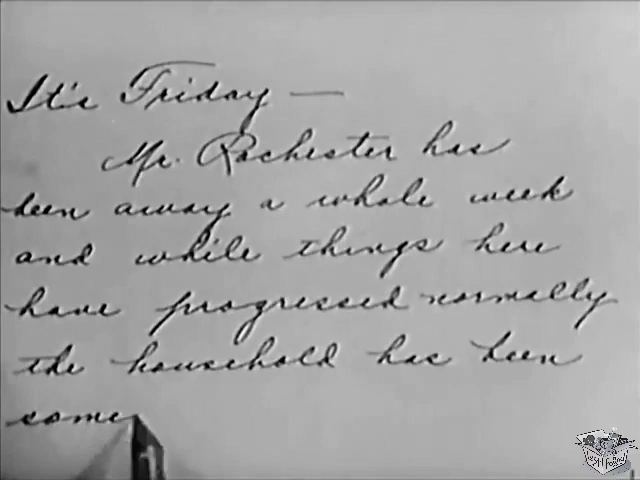 It's Friday —
Mr. Rochester has
been away a whole week
and while things here
have progressed normally
the household has been
some